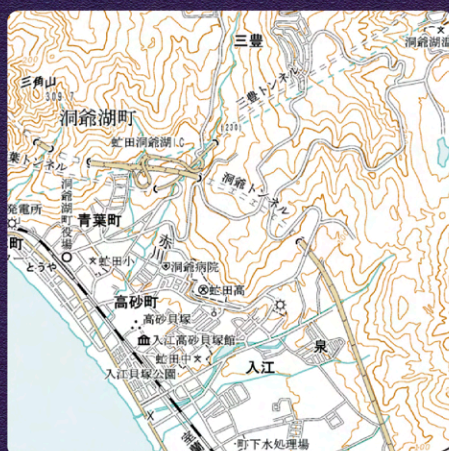 三豊
洞爺湖温
三角山
309.7
三豊トンネル
洞爺湖町
虻田洞爺湖I.C
葉トンネル
洞爺トンネル
洞爺湖町役場
発電所
青葉町
町
とうや
赤川
虻田小
洞爺病院
虻田高
高砂町
高砂貝塚
入江高砂貝塚館
泉
虻田中
入江
入江貝塚公園
室蘭
町下水処理場